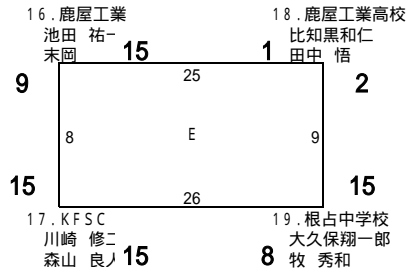 16.鹿屋工業 18.鹿屋工業高校
池田 祐一 比知黒和仁
末岡 15 1 田中 悟
9 25 2
8 E 9
15 26 15
17.KFSC 19.根占中学校
川崎 修二 大久保翔一郎
森山 良人 15 8 牧 秀和